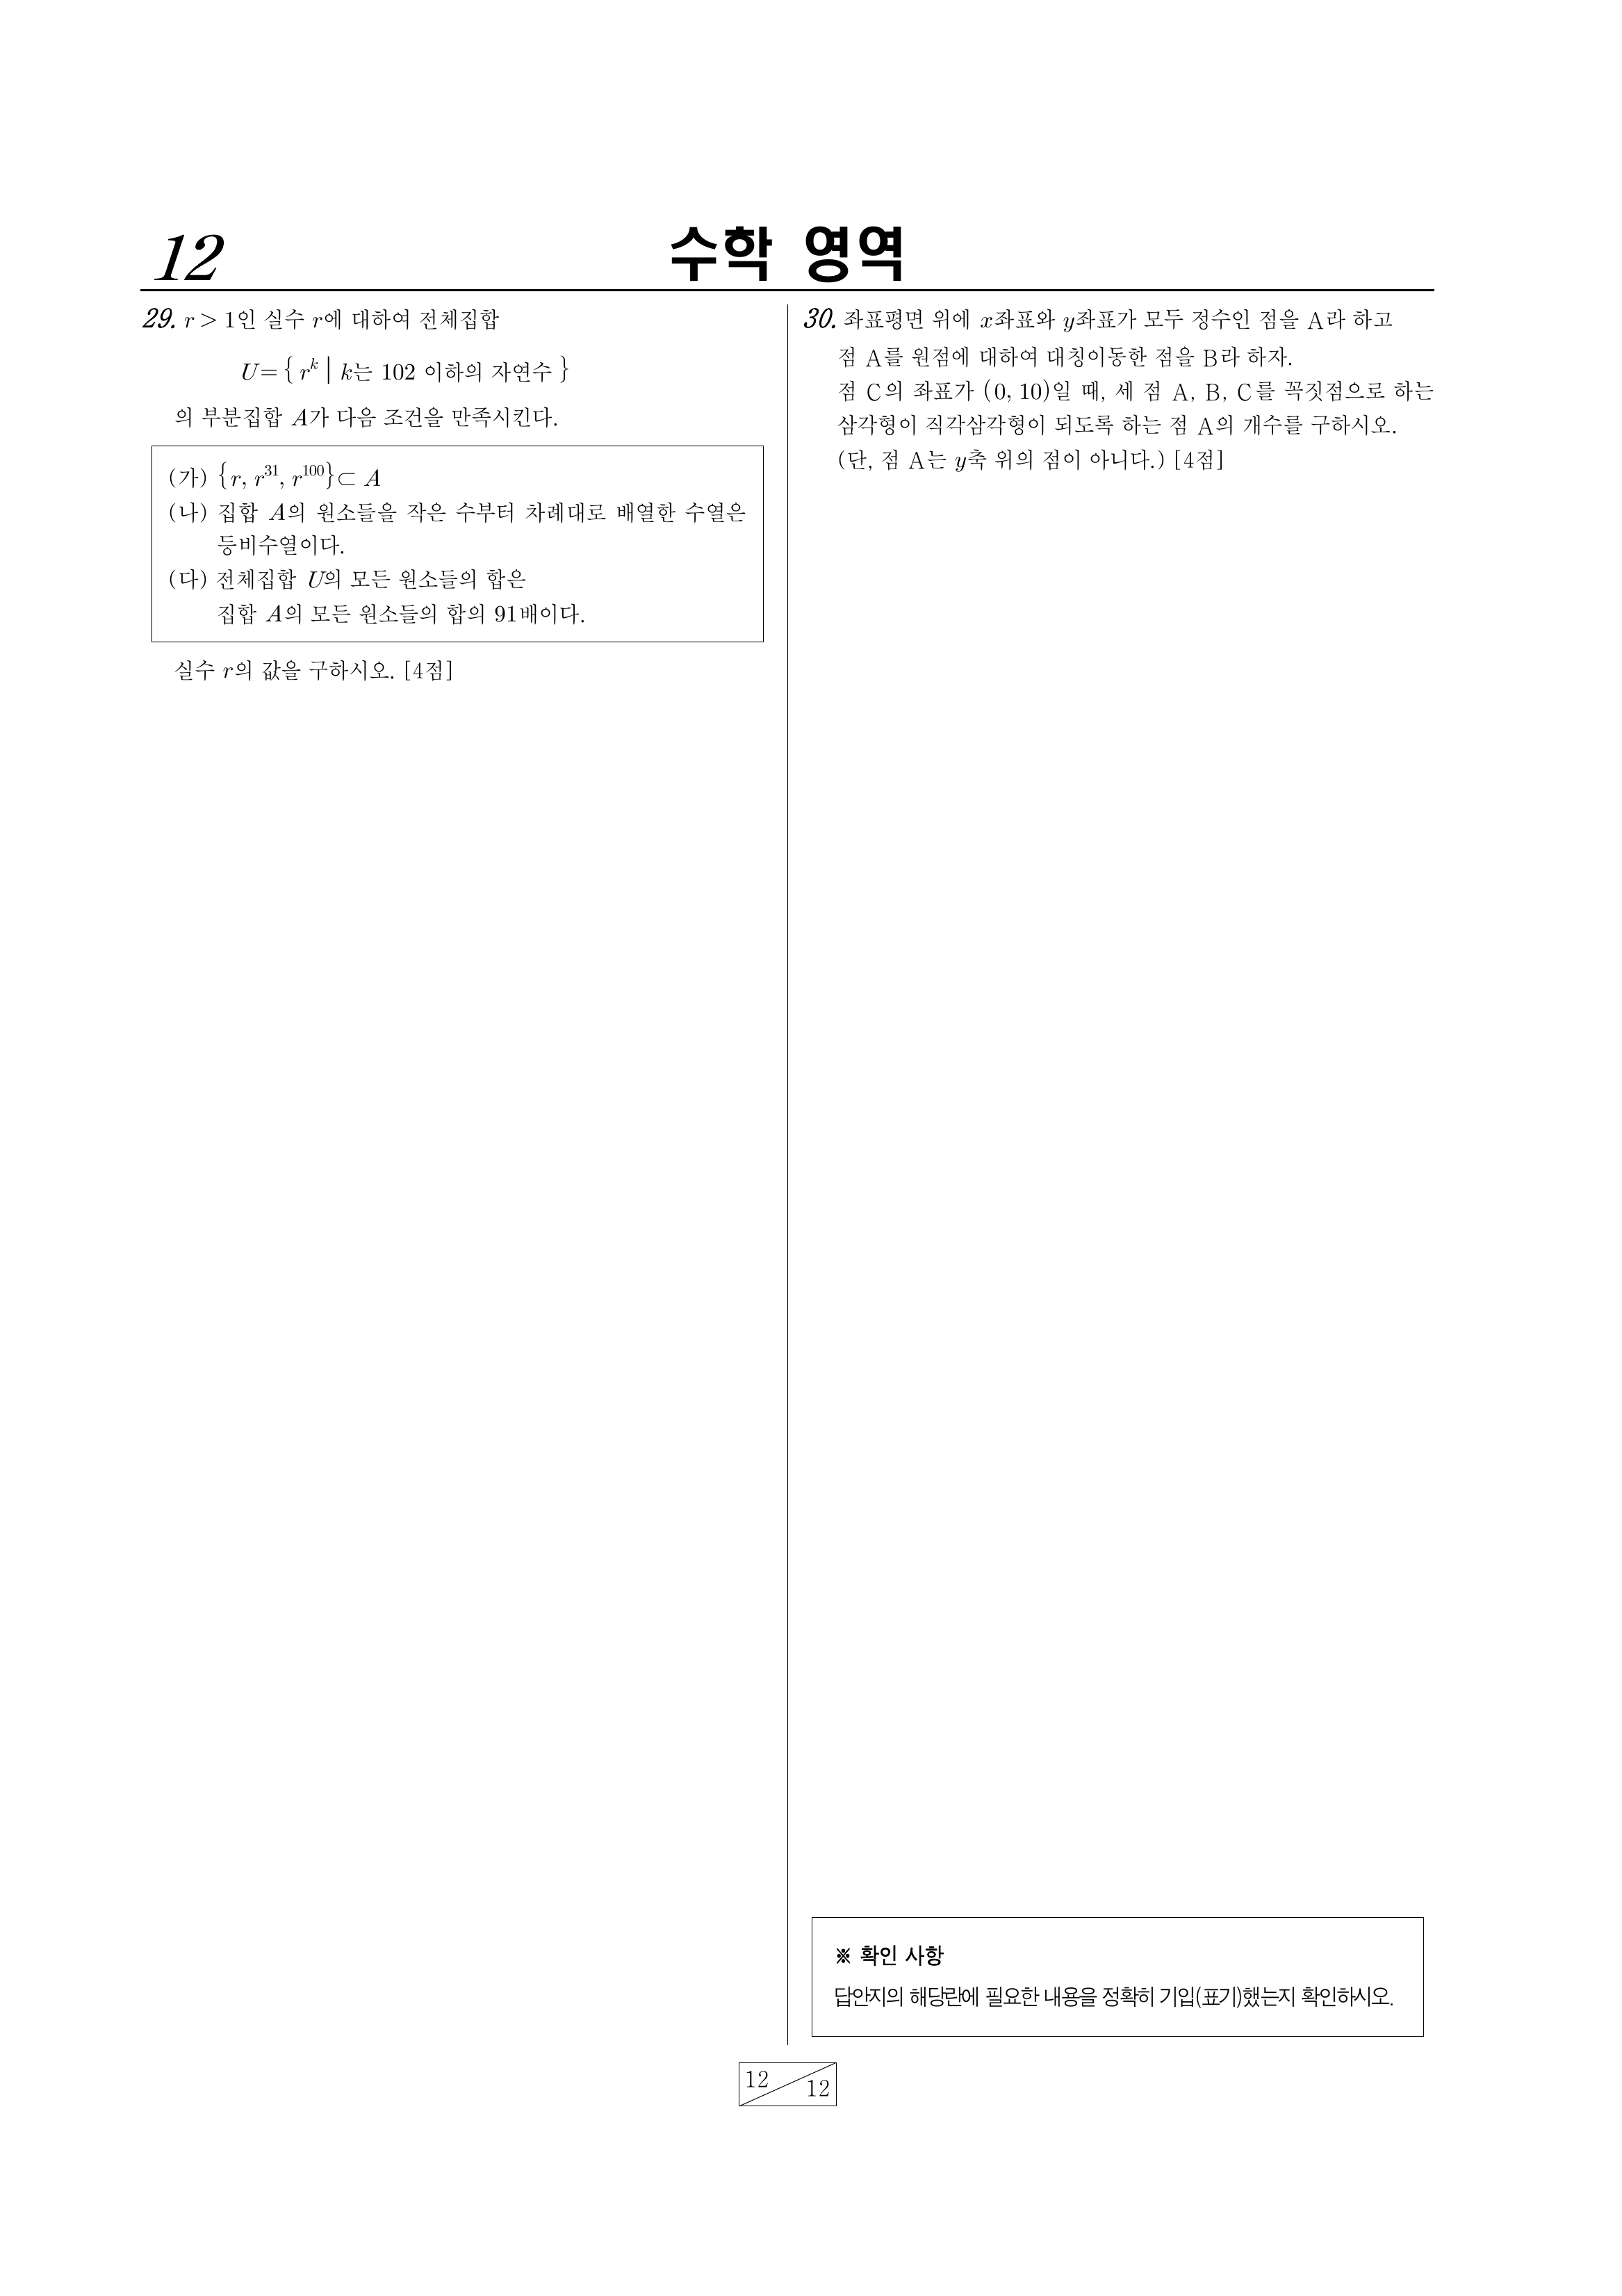 12
수학 영역
29. r > 1인 실수 r에 대하여 전체집합
U = { r^k | k는 102 이하의 자연수 }
의 부분집합 A가 다음 조건을 만족시킨다.
(가) {r, r^31, r^100} ⊂ A
(나) 집합 A의 원소들을 작은 수부터 차례대로 배열한 수열은
등비수열이다.
(다) 전체집합 U의 모든 원소들의 합은
집합 A의 모든 원소들의 합의 91배이다.
실수 r의 값을 구하시오. [4점]
30. 좌표평면 위에 x좌표와 y좌표가 모두 정수인 점을 A라 하고
점 A를 원점에 대하여 대칭이동한 점을 B라 하자.
점 C의 좌표가 (0, 10)일 때, 세 점 A, B, C를 꼭짓점으로 하는
삼각형이 직각삼각형이 되도록 하는 점 A의 개수를 구하시오.
(단, 점 A는 y축 위의 점이 아니다.) [4점]
※ 확인 사항
답안지의 해당란에 필요한 내용을 정확히 기입(표기)했는지 확인하시오.
12
12